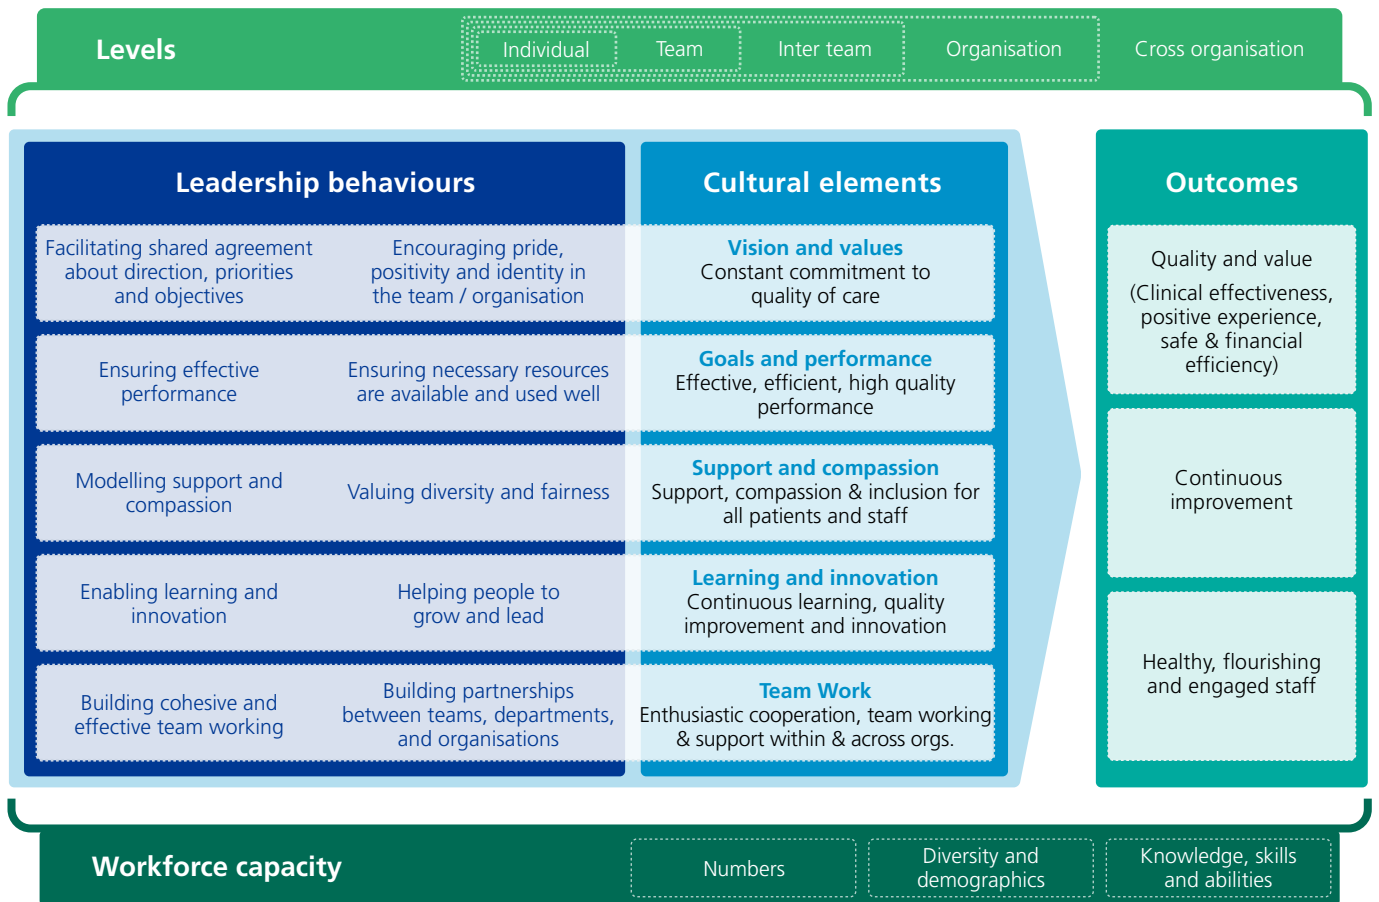 Levels
Individual
Team
Inter team
Organisation
Cross organisation
Leadership behaviours
Cultural elements
Outcomes
Facilitating shared agreement
about direction, priorities
and objectives
Encouraging pride,
positivity and identity in
the team / organisation
Vision and values
Constant commitment to
quality of care
Ensuring effective
performance
Ensuring necessary resources
are available and used well
Goals and performance
Effective, efficient, high quality
performance
Modelling support and
compassion
Valuing diversity and fairness
Support and compassion
Support, compassion & inclusion for
all patients and staff
Enabling learning and
innovation
Helping people to
grow and lead
Learning and innovation
Continuous learning, quality
improvement and innovation
Building cohesive and
effective team working
Building partnerships
between teams, departments,
and organisations
Team Work
Enthusiastic cooperation, team working
& support within & across orgs.
Quality and value
(Clinical effectiveness,
positive experience,
safe & financial
efficiency)
Continuous
improvement
Healthy, flourishing
and engaged staff
Workforce capacity
Numbers
Diversity and
demographics
Knowledge, skills
and abilities